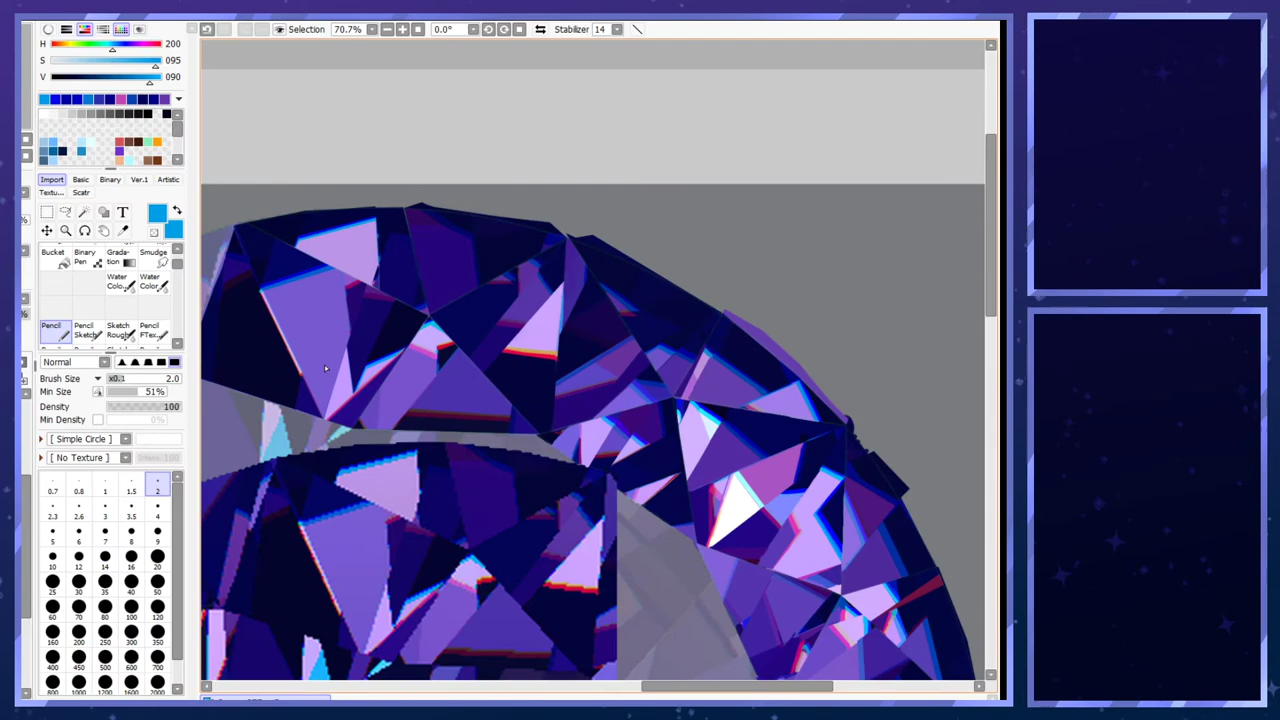 Selection 70.7% 0.0° Stabilizer 14
H 200
S 095
V 090
Import Basic Binary Ver.1 Artistic
Textu... Scatr
T
Bucket Binary Pen Grada-tion Smudge
Water Colo.. Water Color
Pencil Pencil Sketch Sketch Rough Pencil FTex..
Normal
Brush Size x0.1 2.0
Min Size 51%
Density 100
Min Density 0%
[ Simple Circle ]
[ No Texture ]
0.7 0.8 1 1.5 2
2.3 2.6 3 3.5 4
5 6 7 8 9
10 12 14 16 20
25 30 35 40 50
60 70 80 100 120
160 200 250 300 350
400 450 500 600 700
800 1000 1200 1600 2000